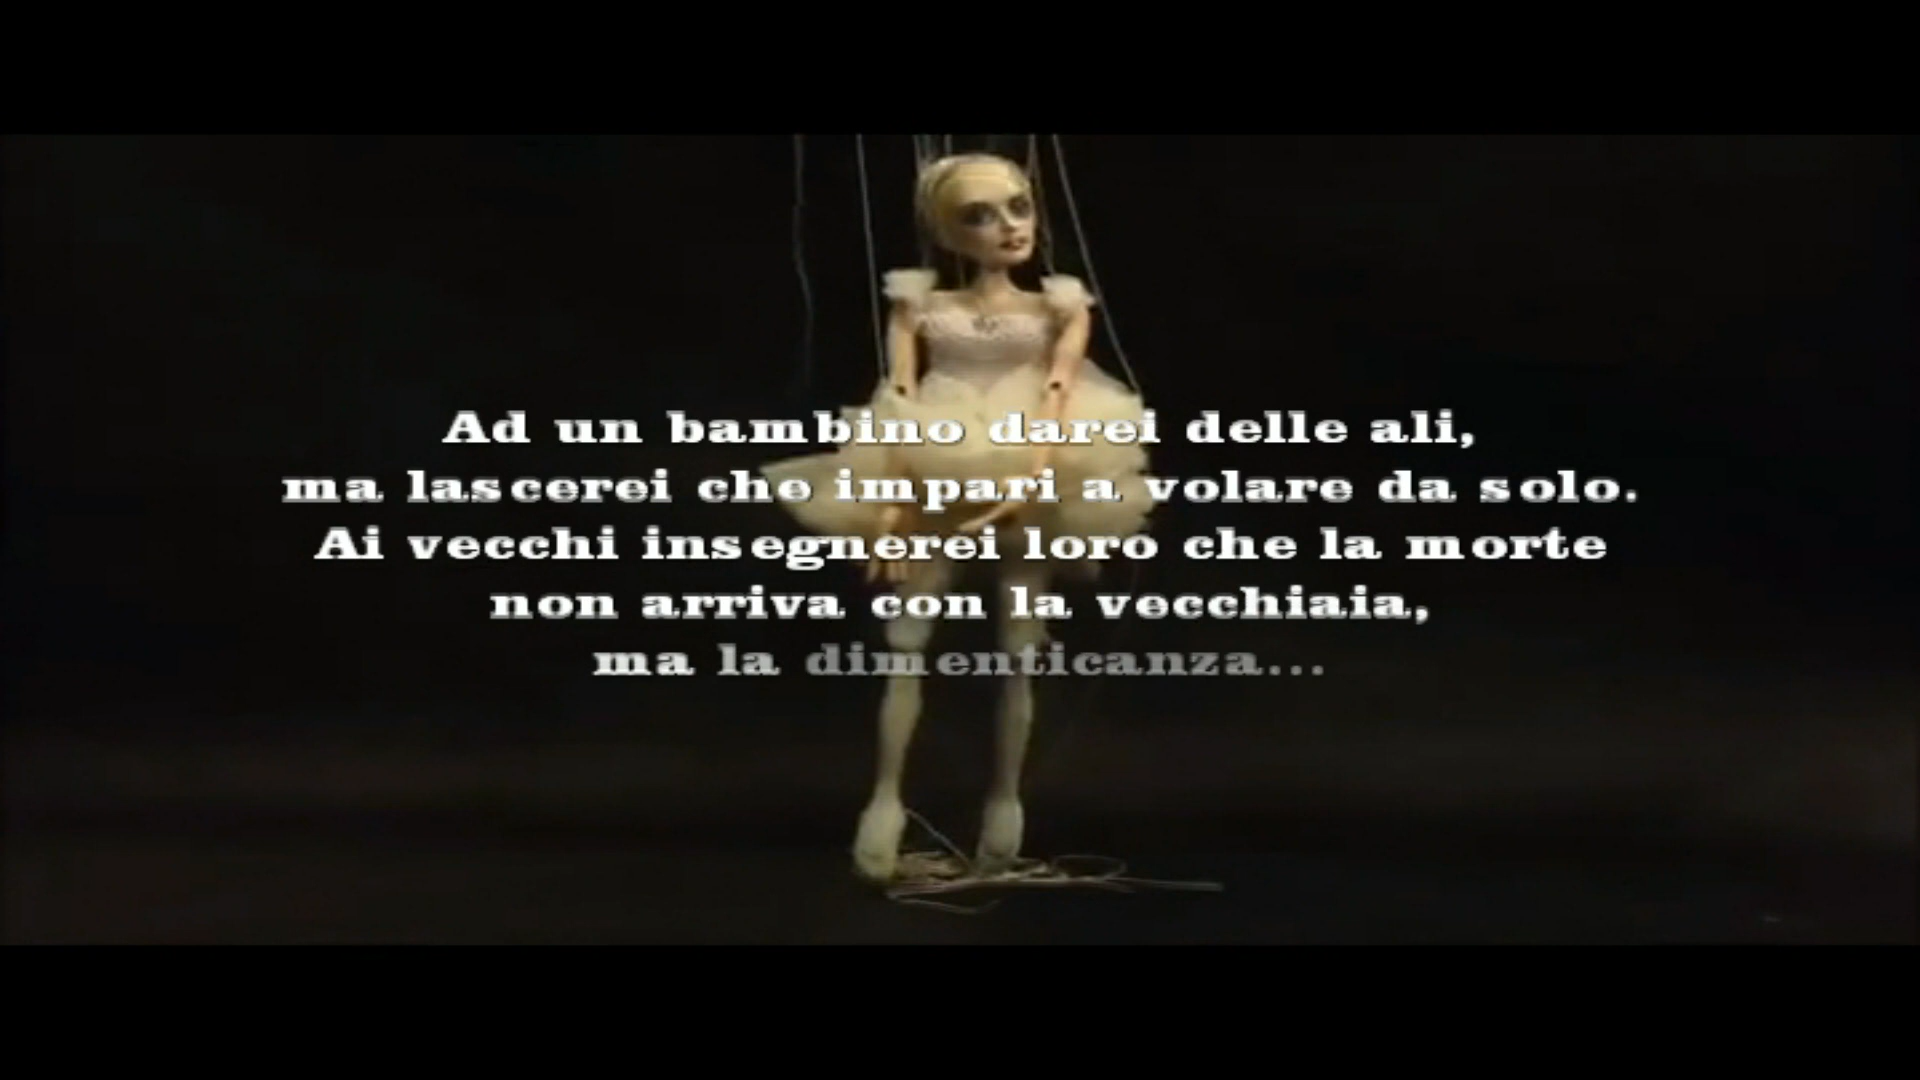 Ad un bambino darei delle ali,
ma lascerei che impari a volare da solo.
Ai vecchi insegnerei loro che la morte
non arriva con la vecchiaia,
ma la dimenticanza...